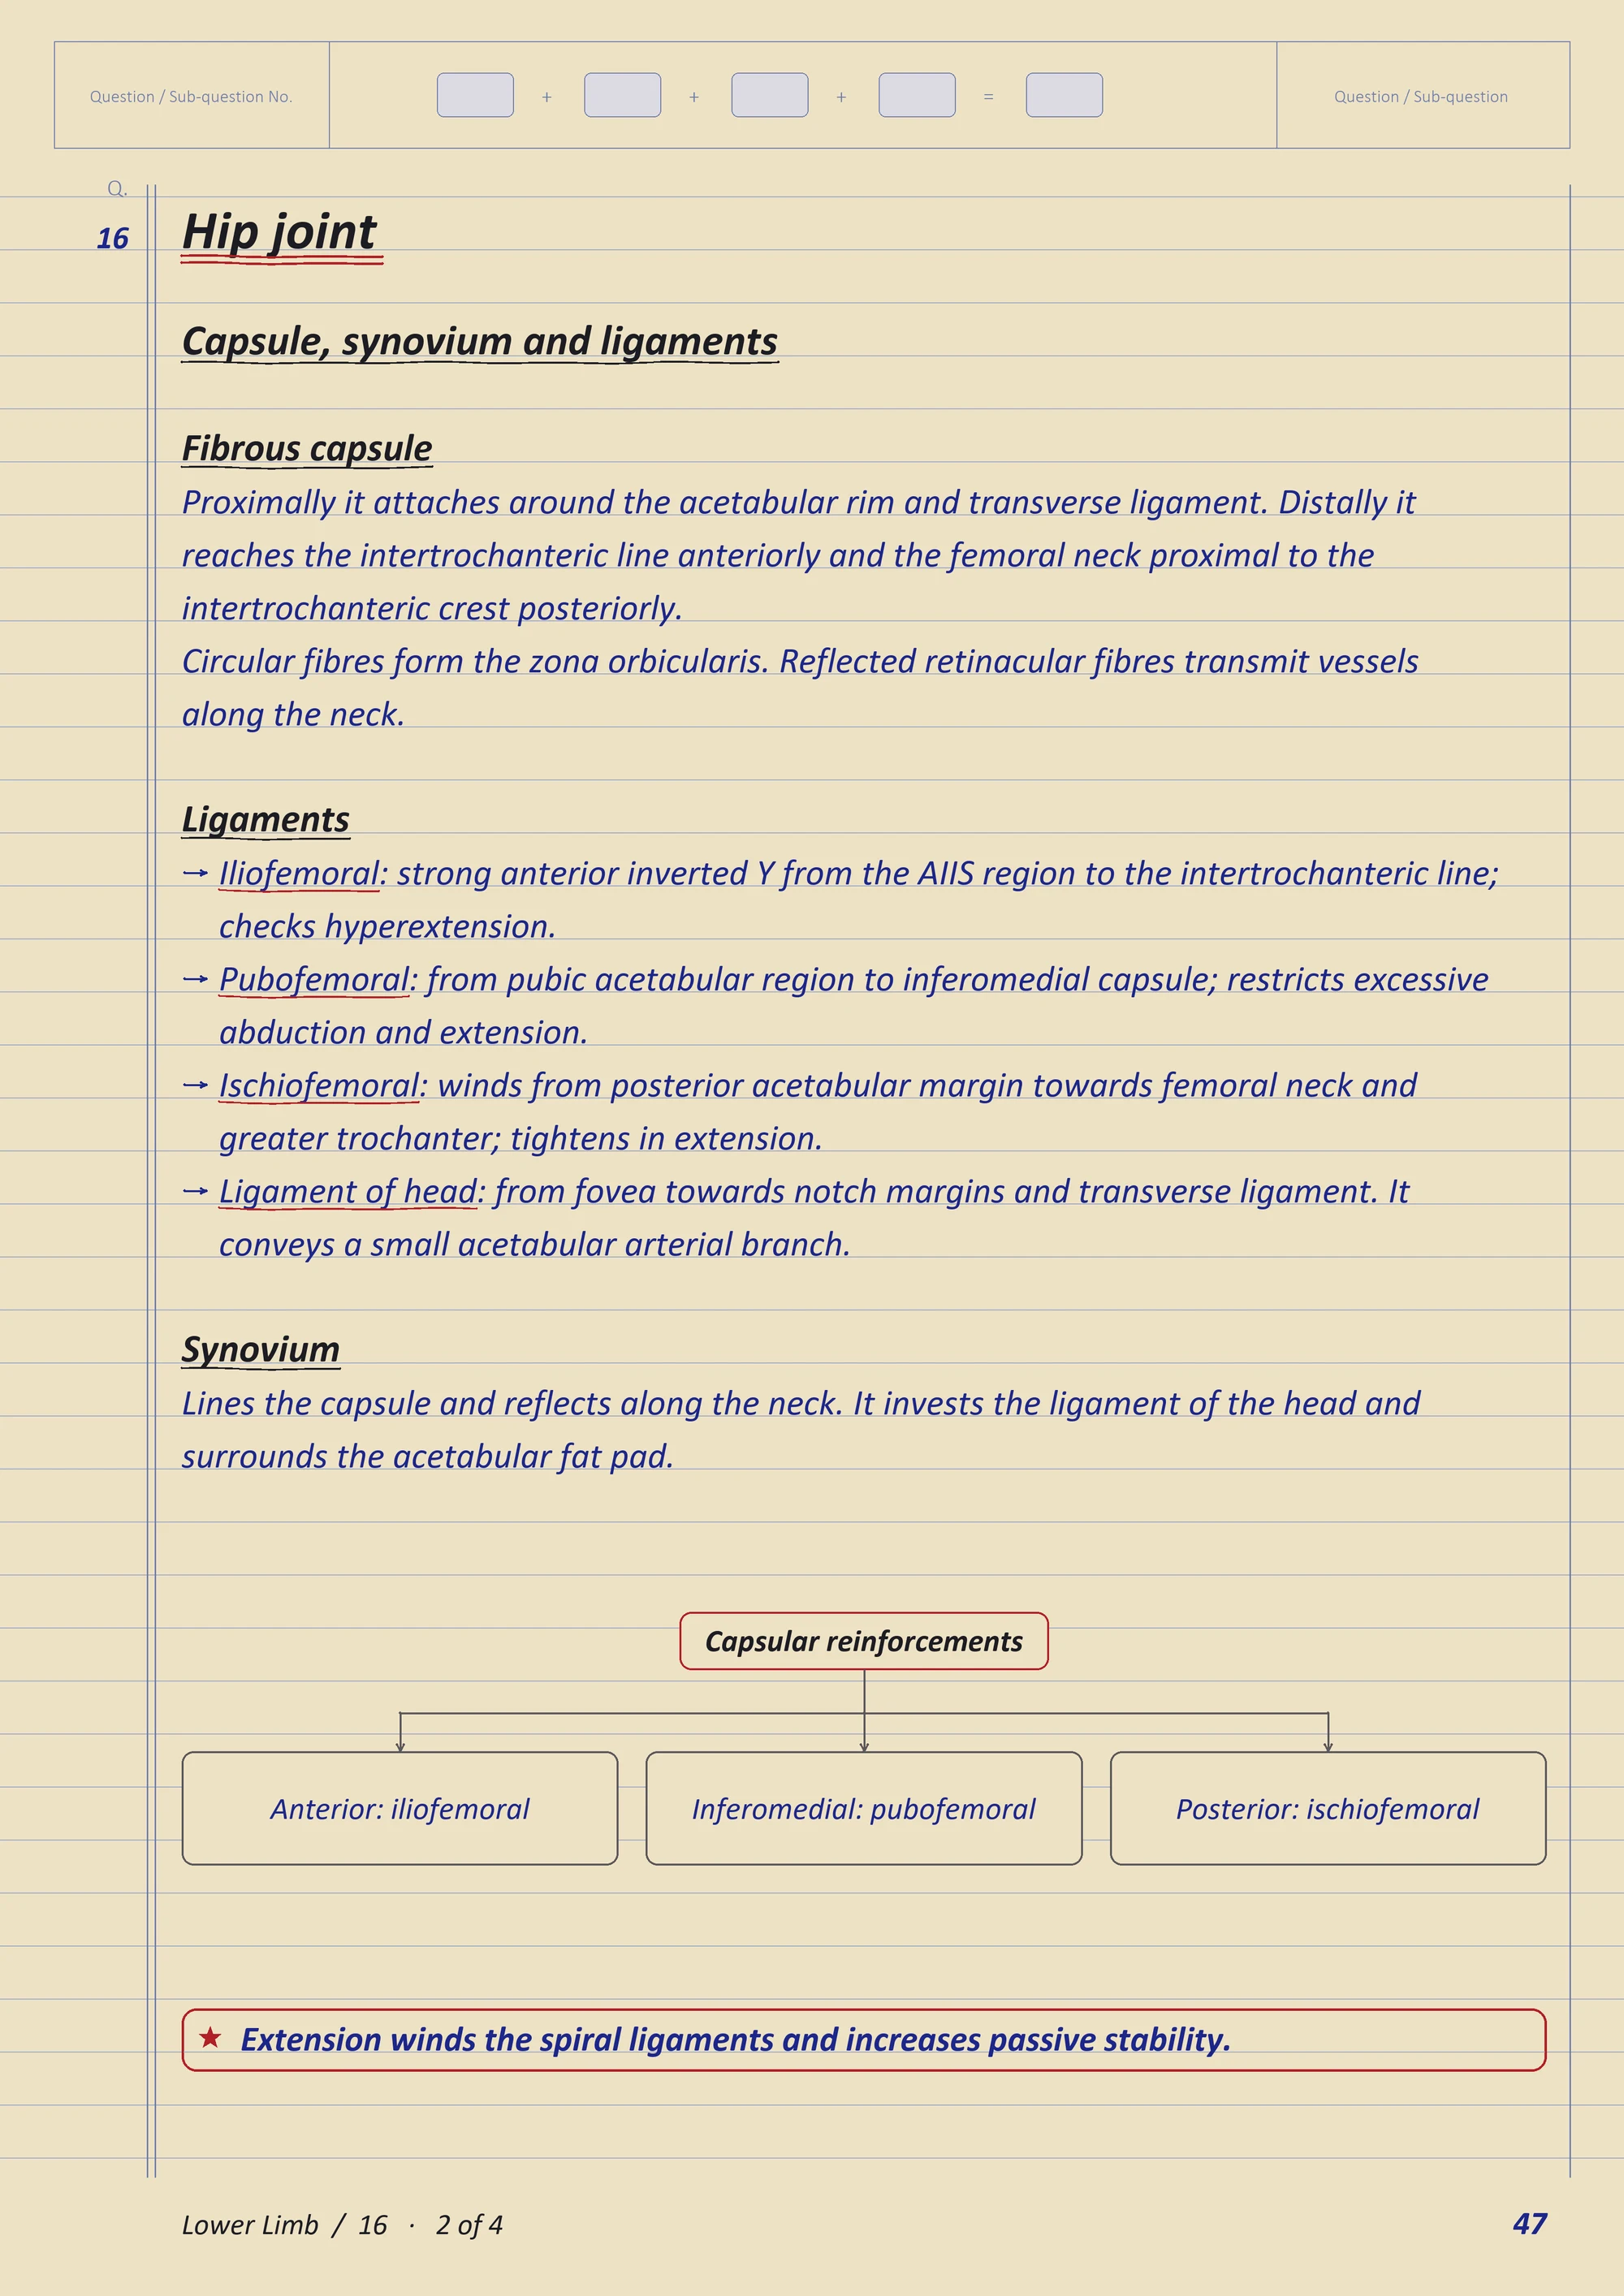 Question / Sub-question No.
+ + + =
Question / Sub-question
Q.
16
Hip joint
Capsule, synovium and ligaments
Fibrous capsule
Proximally it attaches around the acetabular rim and transverse ligament. Distally it
reaches the intertrochanteric line anteriorly and the femoral neck proximal to the
intertrochanteric crest posteriorly.
Circular fibres form the zona orbicularis. Reflected retinacular fibres transmit vessels
along the neck.
Ligaments
→ Iliofemoral: strong anterior inverted Y from the AIIS region to the intertrochanteric line;
checks hyperextension.
→ Pubofemoral: from pubic acetabular region to inferomedial capsule; restricts excessive
abduction and extension.
→ Ischiofemoral: winds from posterior acetabular margin towards femoral neck and
greater trochanter; tightens in extension.
→ Ligament of head: from fovea towards notch margins and transverse ligament. It
conveys a small acetabular arterial branch.
Synovium
Lines the capsule and reflects along the neck. It invests the ligament of the head and
surrounds the acetabular fat pad.
Capsular reinforcements
Anterior: iliofemoral
Inferomedial: pubofemoral
Posterior: ischiofemoral
★ Extension winds the spiral ligaments and increases passive stability.
Lower Limb / 16 · 2 of 4
47